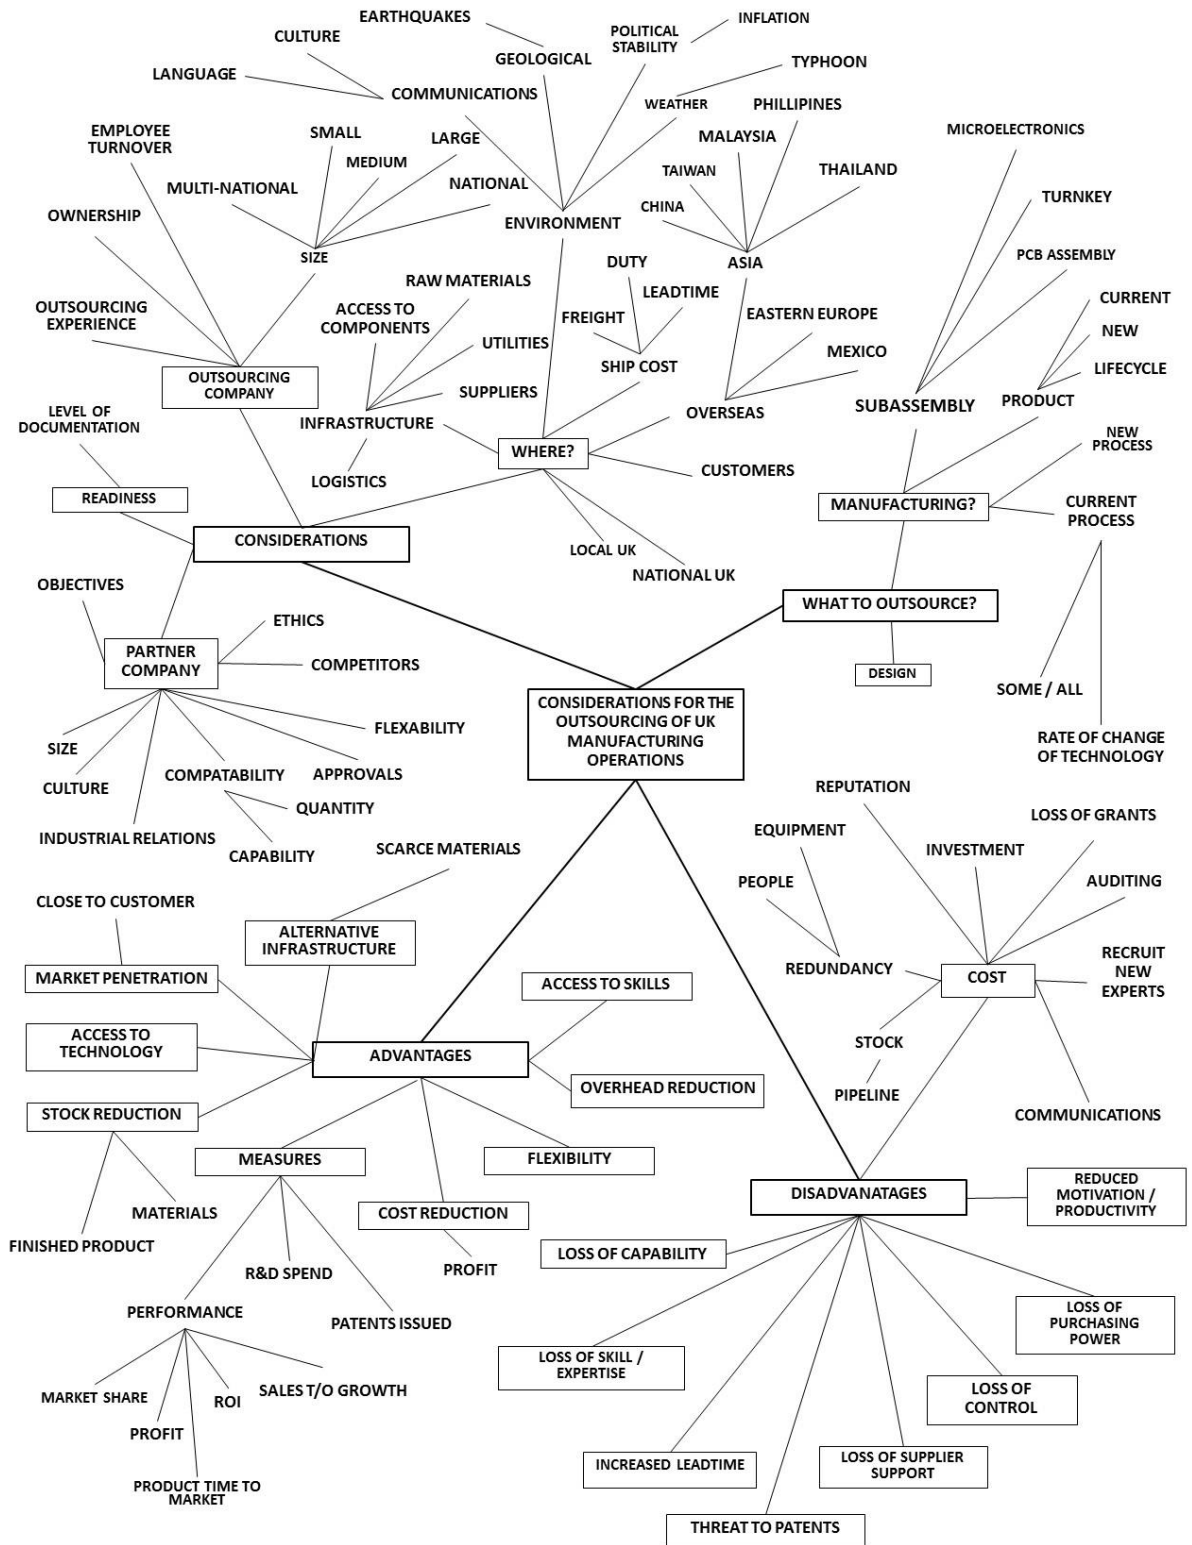 EARTHQUAKES
POLITICAL
STABILITY
INFLATION
CULTURE
GEOLOGICAL
TYPHOON
LANGUAGE
COMMUNICATIONS
WEATHER
PHILLIPINES
EMPLOYEE
TURNOVER
SMALL
LARGE
MALAYSIA
MICROELECTRONICS
MEDIUM
TAIWAN
THAILAND
MULTI-NATIONAL
NATIONAL
CHINA
TURNKEY
OWNERSHIP
ENVIRONMENT
SIZE
DUTY
ASIA
PCB ASSEMBLY
RAW MATERIALS
LEADTIME
CURRENT
OUTSOURCING
EXPERIENCE
ACCESS TO
COMPONENTS
FREIGHT
EASTERN EUROPE
NEW
UTILITIES
MEXICO
SHIP COST
LIFECYCLE
OUTSOURCING
COMPANY
SUPPLIERS
OVERSEAS
SUBASSEMBLY
PRODUCT
LEVEL OF
DOCUMENTATION
INFRASTRUCTURE
WHERE?
NEW
PROCESS
CUSTOMERS
LOGISTICS
READINESS
MANUFACTURING?
CURRENT
PROCESS
CONSIDERATIONS
LOCAL UK
NATIONAL UK
OBJECTIVES
WHAT TO OUTSOURCE?
ETHICS
PARTNER
COMPANY
COMPETITORS
DESIGN
SOME / ALL
CONSIDERATIONS FOR THE
OUTSOURCING OF UK
MANUFACTURING
OPERATIONS
FLEXABILITY
SIZE
RATE OF CHANGE
OF TECHNOLOGY
COMPATABILITY
APPROVALS
CULTURE
QUANTITY
REPUTATION
INDUSTRIAL RELATIONS
CAPABILITY
SCARCE MATERIALS
EQUIPMENT
LOSS OF GRANTS
INVESTMENT
PEOPLE
AUDITING
CLOSE TO CUSTOMER
ALTERNATIVE
INFRASTRUCTURE
MARKET PENETRATION
REDUNDANCY
COST
RECRUIT
NEW
EXPERTS
ACCESS TO SKILLS
ACCESS TO
TECHNOLOGY
STOCK
ADVANTAGES
OVERHEAD REDUCTION
PIPELINE
STOCK REDUCTION
COMMUNICATIONS
MEASURES
FLEXIBILITY
REDUCED
MOTIVATION /
PRODUCTIVITY
DISADVANATAGES
MATERIALS
COST REDUCTION
FINISHED PRODUCT
LOSS OF CAPABILITY
R&D SPEND
PROFIT
PERFORMANCE
PATENTS ISSUED
LOSS OF
PURCHASING
POWER
LOSS OF SKILL /
EXPERTISE
MARKET SHARE
ROI
SALES T/O GROWTH
LOSS OF
CONTROL
PROFIT
INCREASED LEADTIME
LOSS OF SUPPLIER
SUPPORT
PRODUCT TIME TO
MARKET
THREAT TO PATENTS